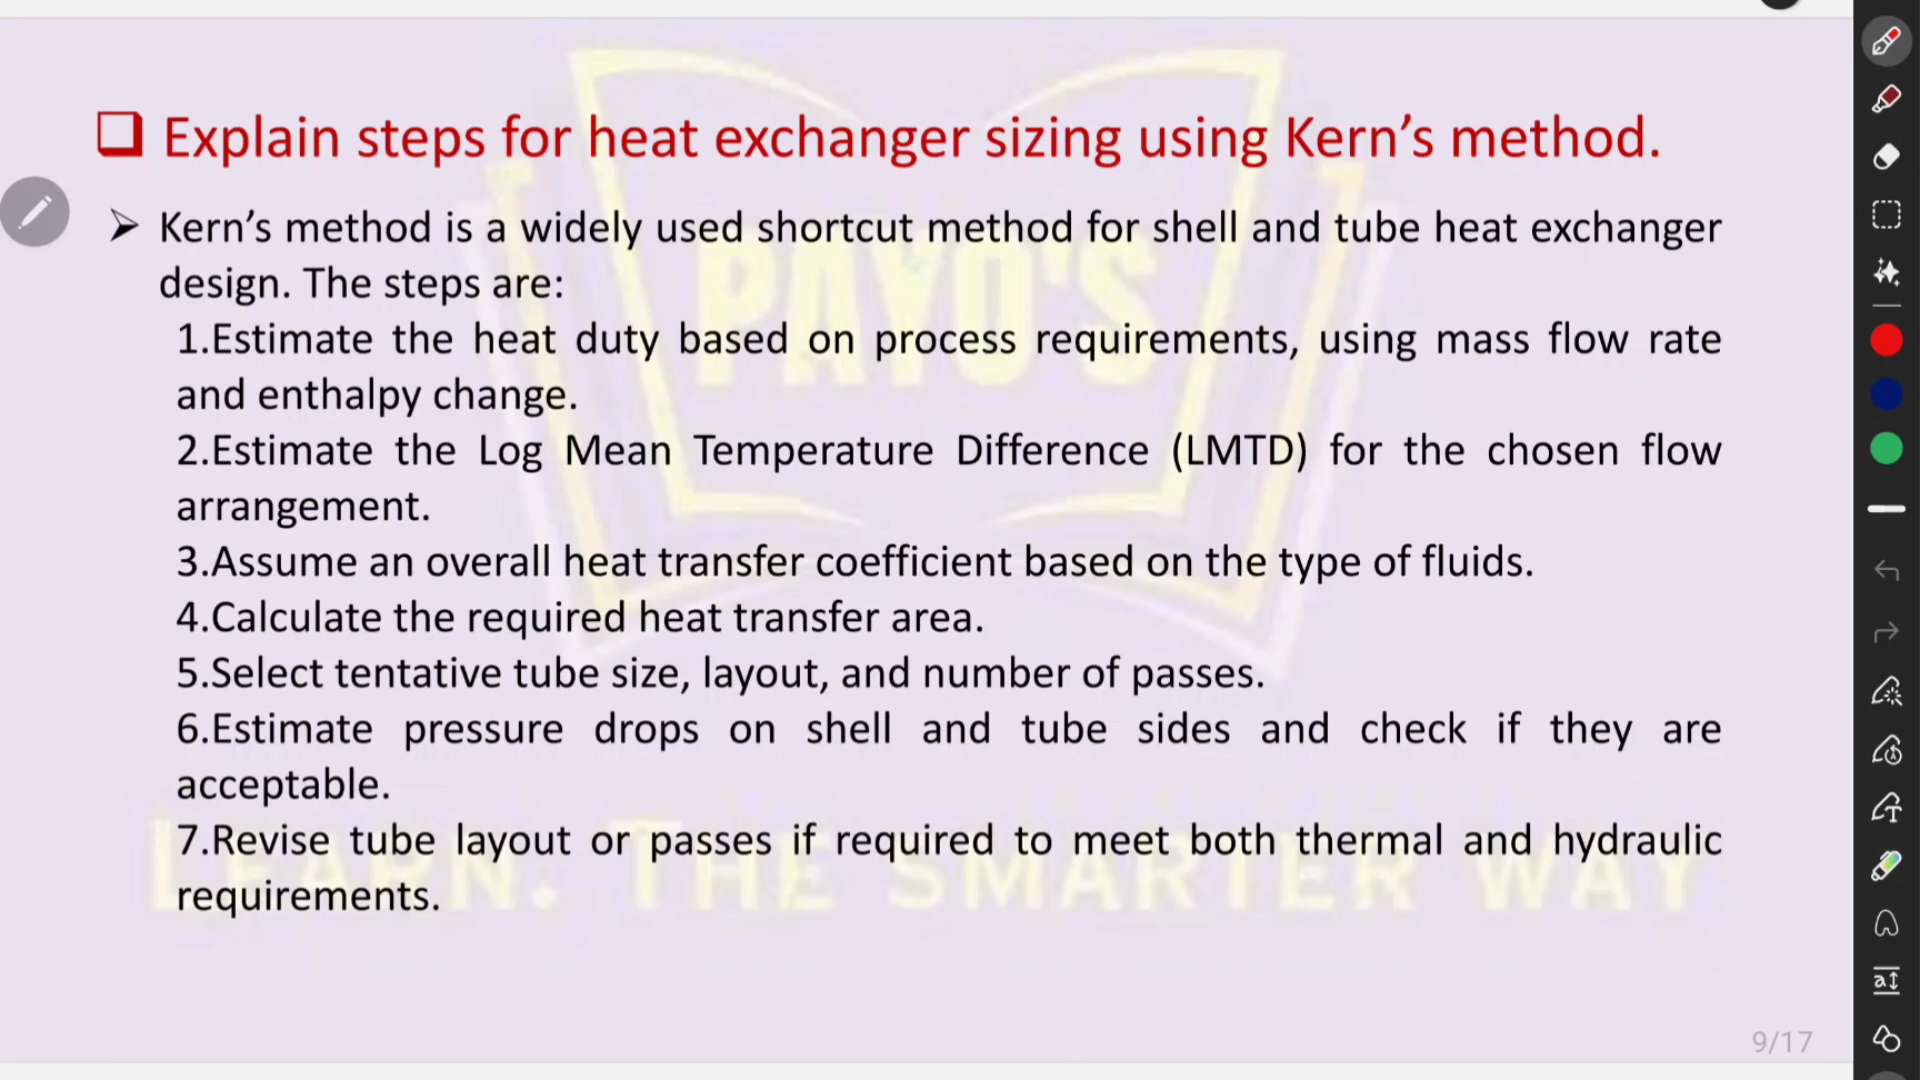 ❑ Explain steps for heat exchanger sizing using Kern’s method.
➢ Kern’s method is a widely used shortcut method for shell and tube heat exchanger
design. The steps are:
1.Estimate the heat duty based on process requirements, using mass flow rate
and enthalpy change.
2.Estimate the Log Mean Temperature Difference (LMTD) for the chosen flow
arrangement.
3.Assume an overall heat transfer coefficient based on the type of fluids.
4.Calculate the required heat transfer area.
5.Select tentative tube size, layout, and number of passes.
6.Estimate pressure drops on shell and tube sides and check if they are
acceptable.
7.Revise tube layout or passes if required to meet both thermal and hydraulic
requirements.
PAYO'S
LEARN. THE SMARTER WAY
9/17